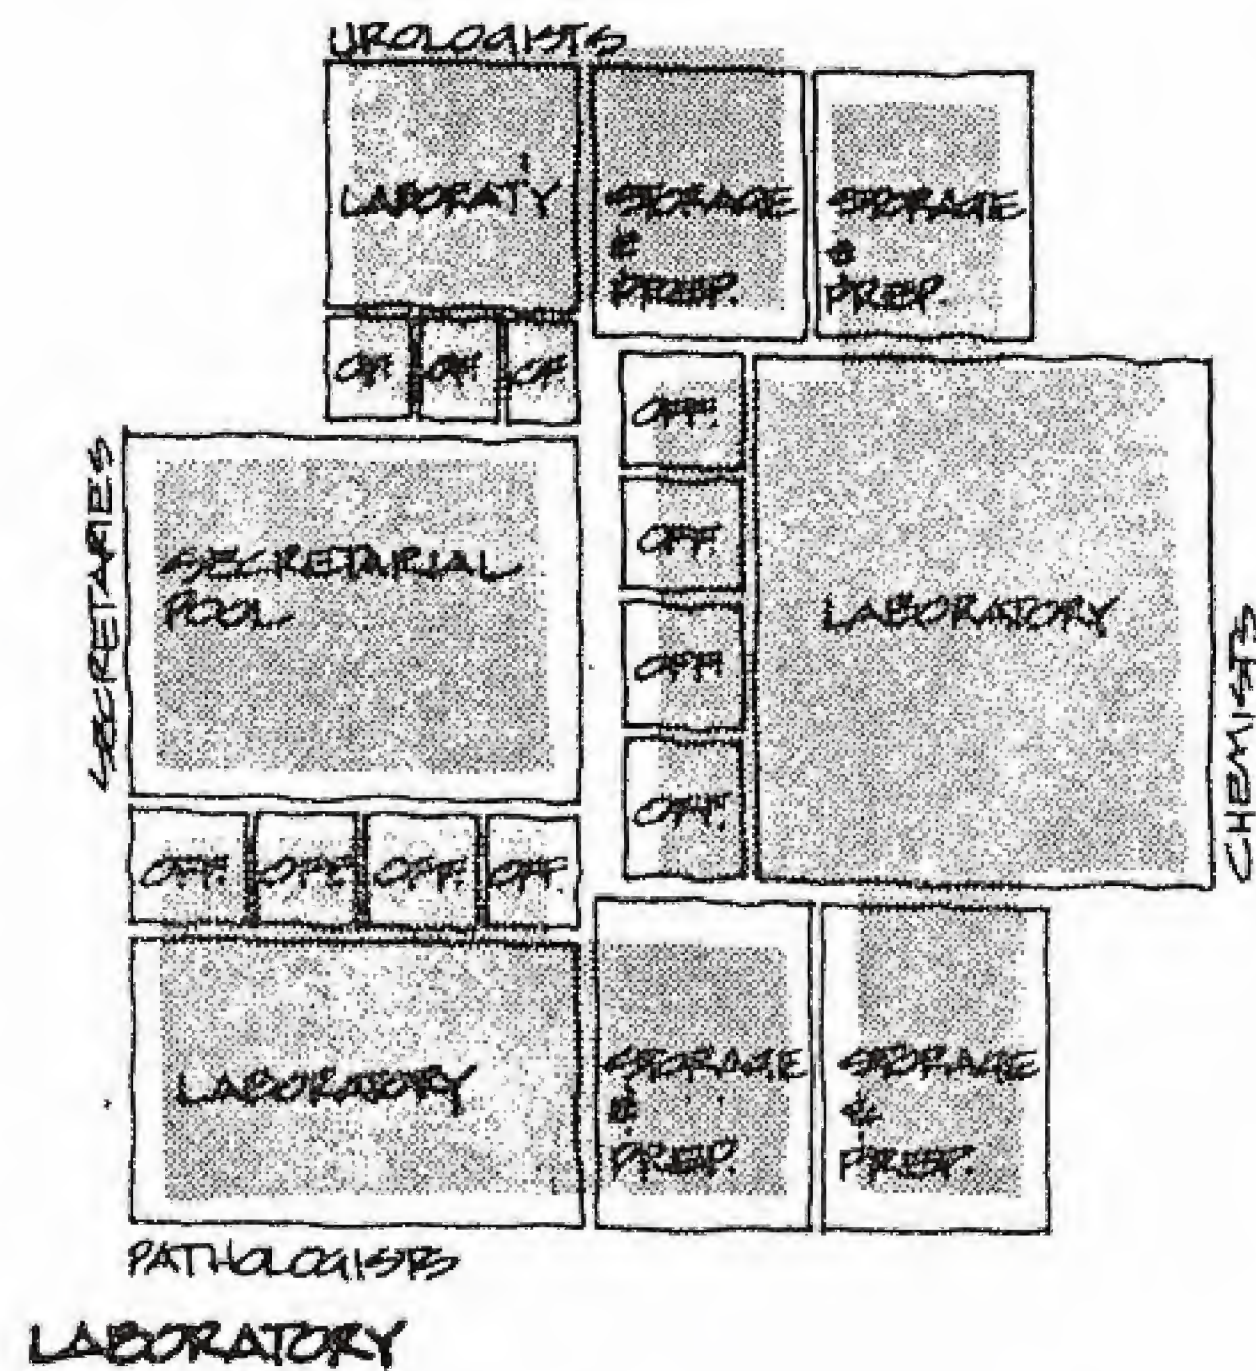 UROLOGISTS
LABORAT'Y
STORAGE
&
PREP.
STORAGE
&
PREP.
OFF.
OFF.
OFF.
OFF.
OFF.
OFF.
OFF.
SECRETARIES
SECRETARIAL
POOL
LABORATORY
CHEMISTS
OFF.
OFF.
OFF.
OFF.
LABORATORY
STORAGE
&
PREP.
STORAGE
&
PREP.
PATHOLOGISTS
LABORATORY